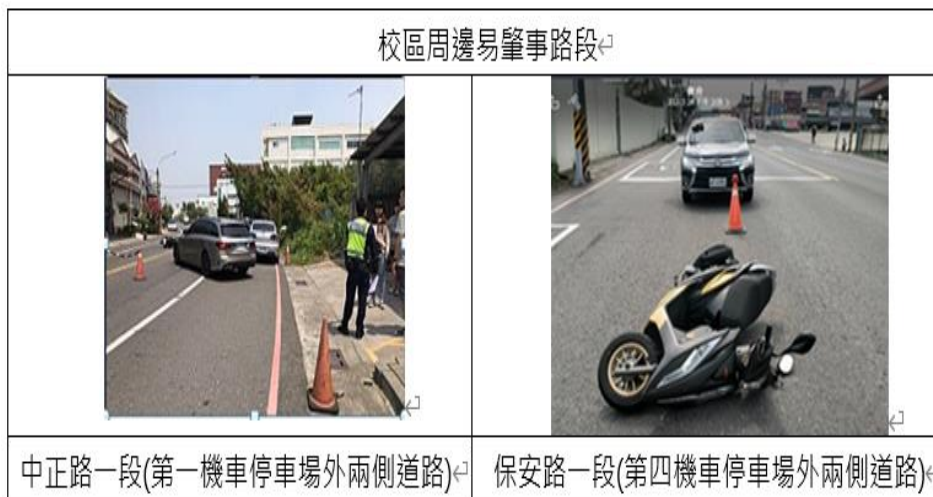 校區周邊易肇事路段
中正路一段(第一機車停車場外兩側道路)
保安路一段(第四機車停車場外兩側道路)